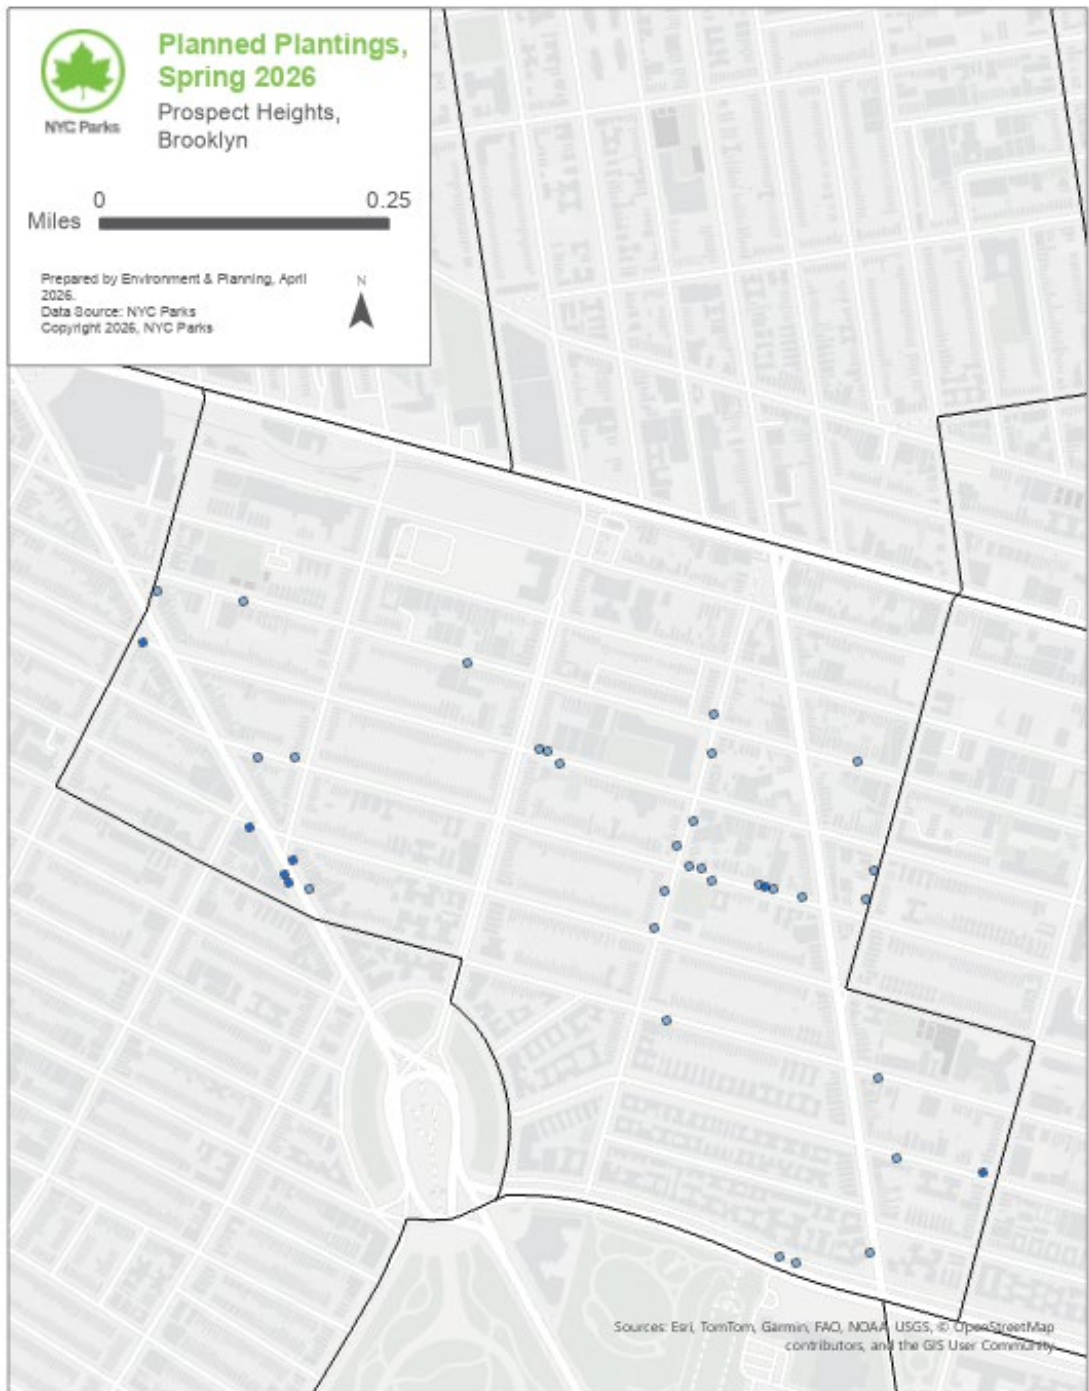 Planned Plantings,
Spring 2026
Prospect Heights,
Brooklyn
NYC Parks
0 0.25
Miles
Prepared by Environment & Planning, April
2026.
Data Source: NYC Parks
Copyright 2026, NYC Parks
N
Sources: Esri, TomTom, Garmin, FAO, NOAA, USGS, © OpenStreetMap
contributors, and the GIS User Community